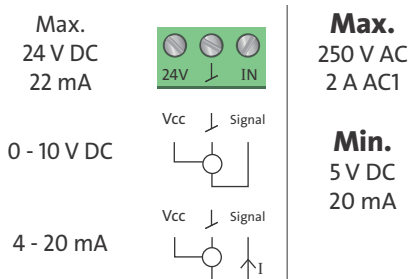 Max.
24 V DC
22 mA
24V IN
Vcc Signal
0 - 10 V DC
Vcc Signal
4 - 20 mA
I
Max.
250 V AC
2 A AC1
Min.
5 V DC
20 mA